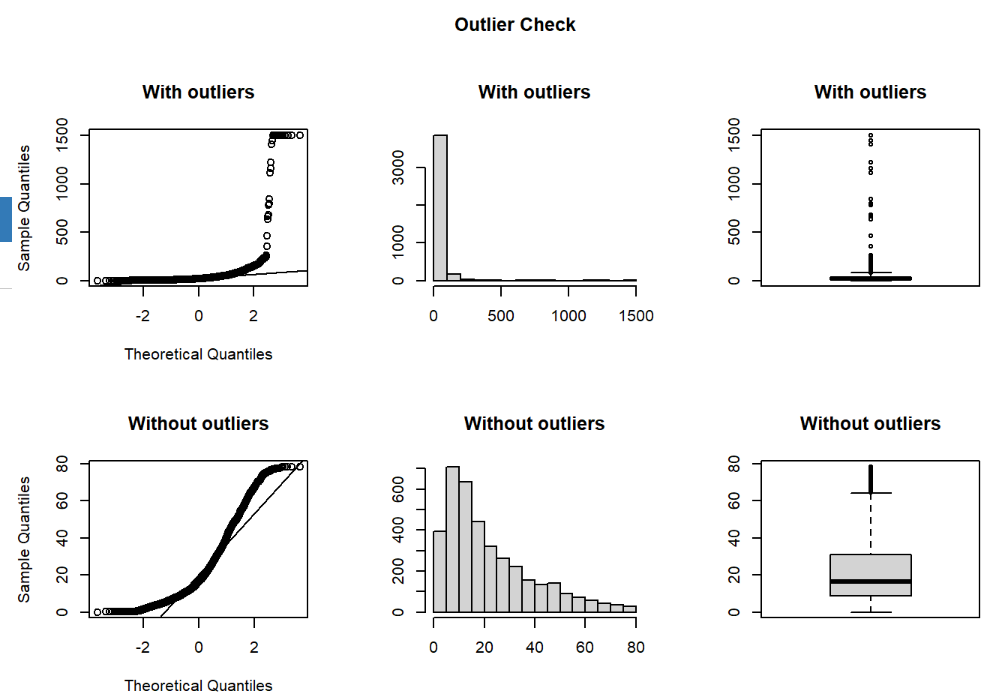 Outlier Check
With outliers
Sample Quantiles
0 500 1000 1500
-2 0 2
Theoretical Quantiles
With outliers
0 1000 3000
0 500 1000 1500
With outliers
0 500 1000 1500
Without outliers
Sample Quantiles
0 20 40 60 80
-2 0 2
Theoretical Quantiles
Without outliers
0 200 400 600
0 20 40 60 80
Without outliers
0 20 40 60 80